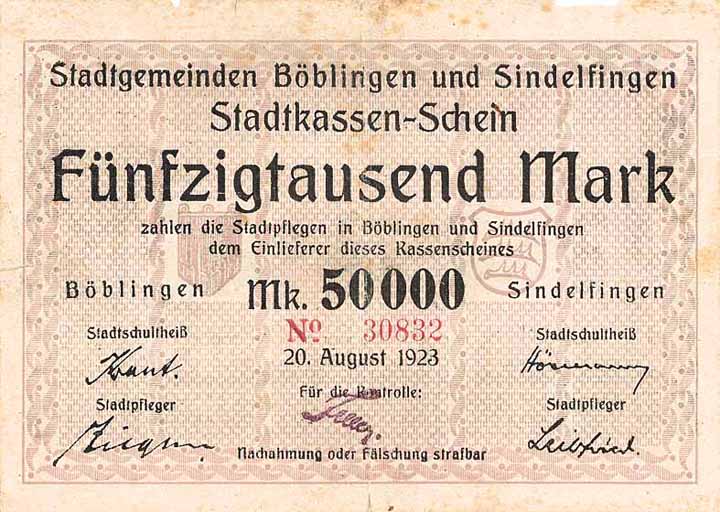 Stadtgemeinden Böblingen und Sindelfingen
Stadtkassen-Schein
Fünfzigtausend Mark
zahlen die Stadtpflegen in Böblingen und Sindelfingen
dem Einlieferer dieses Kassenscheines
Böblingen Mk. 50000 Sindelfingen
Stadtschultheiß No 30832 Stadtschultheiß
Kraut. 20. August 1923
Stadtpfleger Für die Kontrolle: Stadtpfleger
Leibfried.
Nachahmung oder Fälschung strafbar